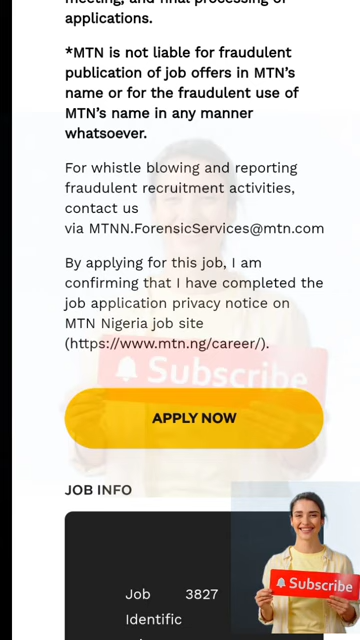 meeting, and final processing of
applications.
*MTN is not liable for fraudulent
publication of job offers in MTN's
name or for the fraudulent use of
MTN's name in any manner
whatsoever.
For whistle blowing and reporting
fraudulent recruitment activities,
contact us
via MTNN.ForensicServices@mtn.com
By applying for this job, I am
confirming that I have completed the
job application privacy notice on
MTN Nigeria job site
(https://www.mtn.ng/career/).
Subscribe
APPLY NOW
JOB INFO
Subscribe
Job 3827
Identific